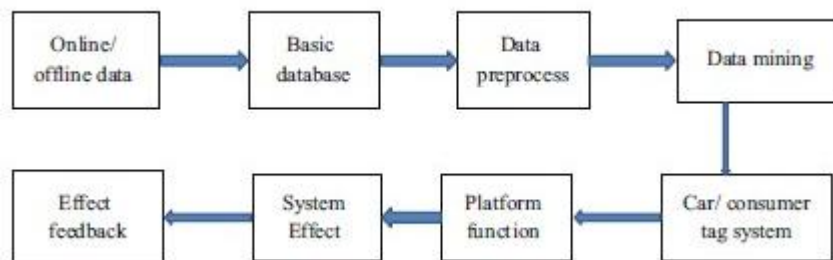 Online/
offline data
Basic
database
Data
preprocess
Data mining
Car/ consumer
tag system
Platform
function
System
Effect
Effect
feedback